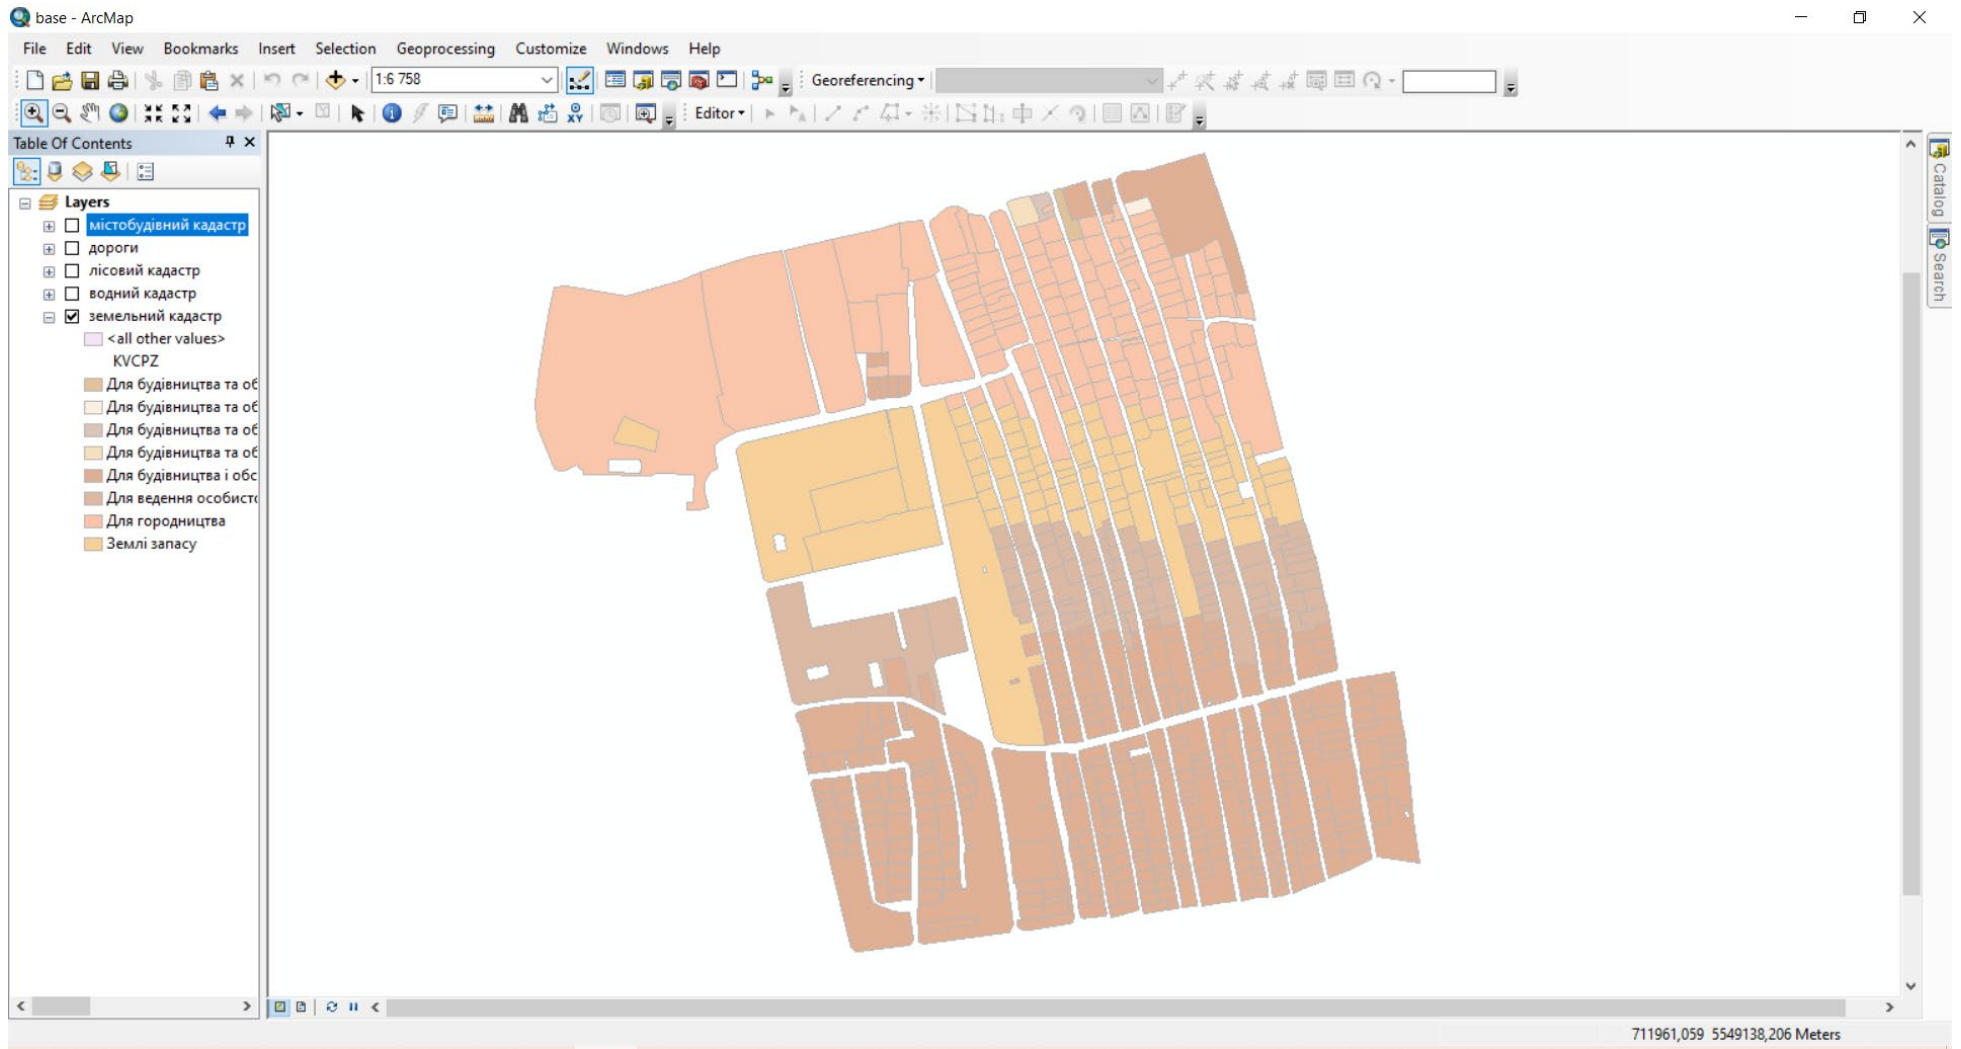 base - ArcMap
File Edit View Bookmarks Insert Selection Geoprocessing Customize Windows Help
1:6 758 Georeferencing
Editor
Table Of Contents
Layers
містобудівний кадастр
дороги
лісовий кадастр
водний кадастр
земельний кадастр
<all other values>
KVCPZ
Для будівництва та об
Для будівництва та об
Для будівництва та об
Для будівництва та об
Для будівництва і обс
Для ведення особисто
Для городництва
Землі запасу
Catalog
Search
711961,059 5549138,206 Meters